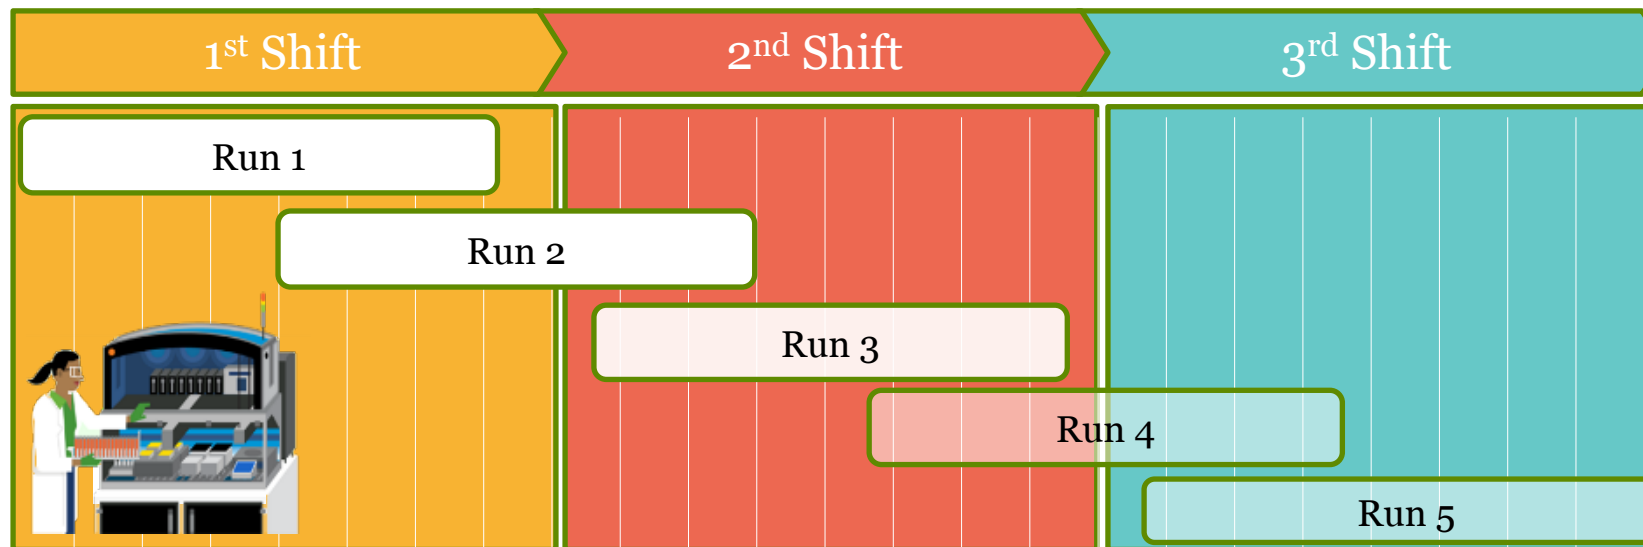 1st Shift
2nd Shift
3rd Shift
Run 1
Run 2
Run 3
Run 4
Run 5